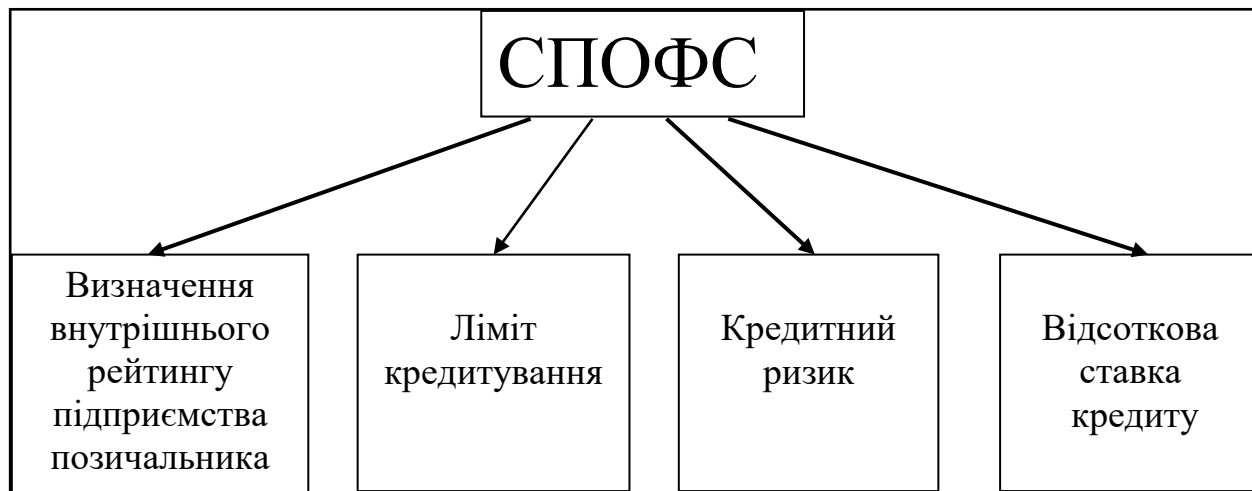 СПОФС
Визначення
внутрішнього
рейтингу
підприємства
позичальника
Ліміт
кредитування
Кредитний
ризик
Відсоткова
ставка
кредиту